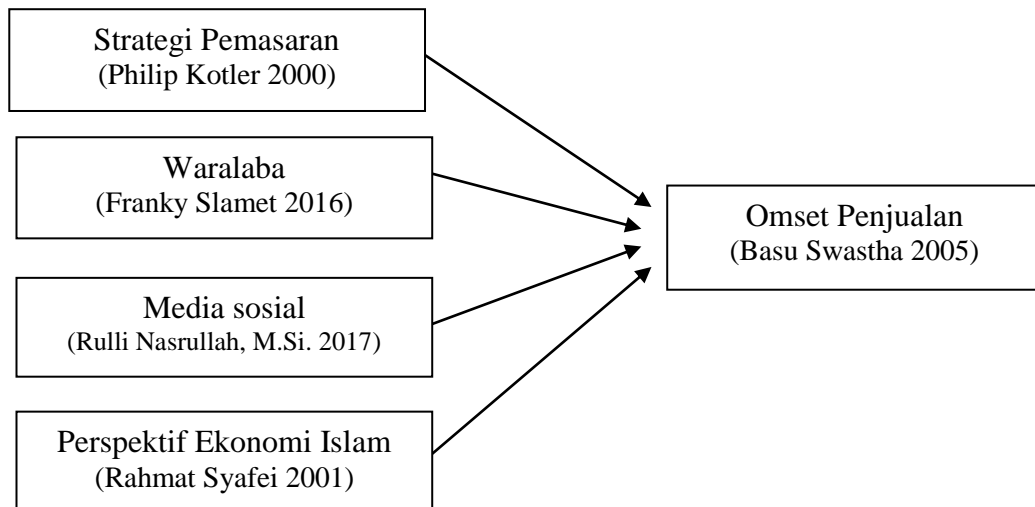 Strategi Pemasaran
(Philip Kotler 2000)
Waralaba
(Franky Slamet 2016)
Media sosial
(Rulli Nasrullah, M.Si. 2017)
Perspektif Ekonomi Islam
(Rahmat Syafei 2001)
Omset Penjualan
(Basu Swastha 2005)